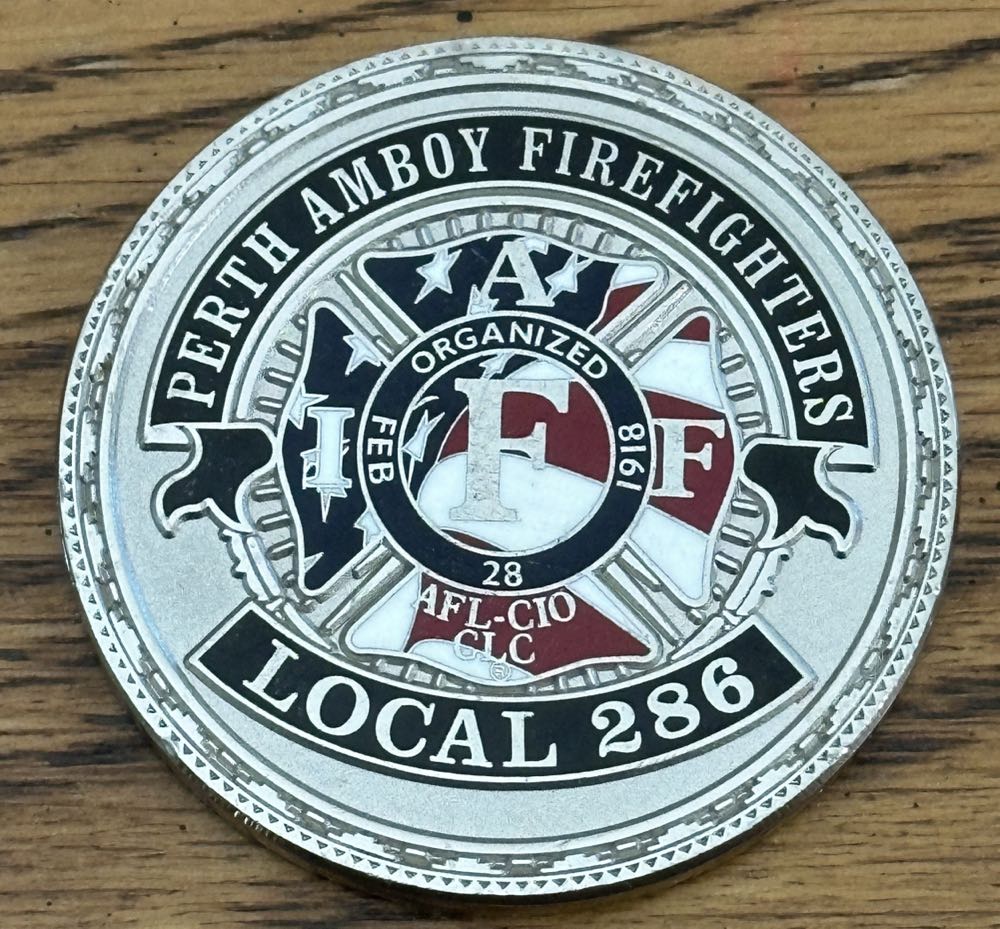 PERTH AMBOY FIREFIGHTERS
A
ORGANIZED
I
FEB
F
1918
F
28
AFL-CIO
CLC
®
LOCAL 286